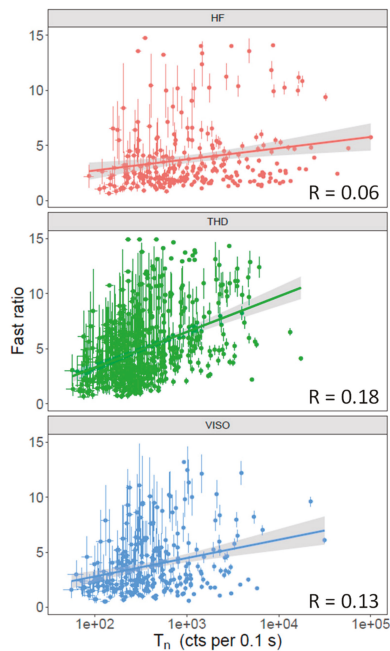 HF
15
10
5
0
R = 0.06
THD
15
10
5
0
R = 0.18
Fast ratio
VISO
15
10
5
0
R = 0.13
1e+02 1e+03 1e+04 1e+05
Tn (cts per 0.1 s)